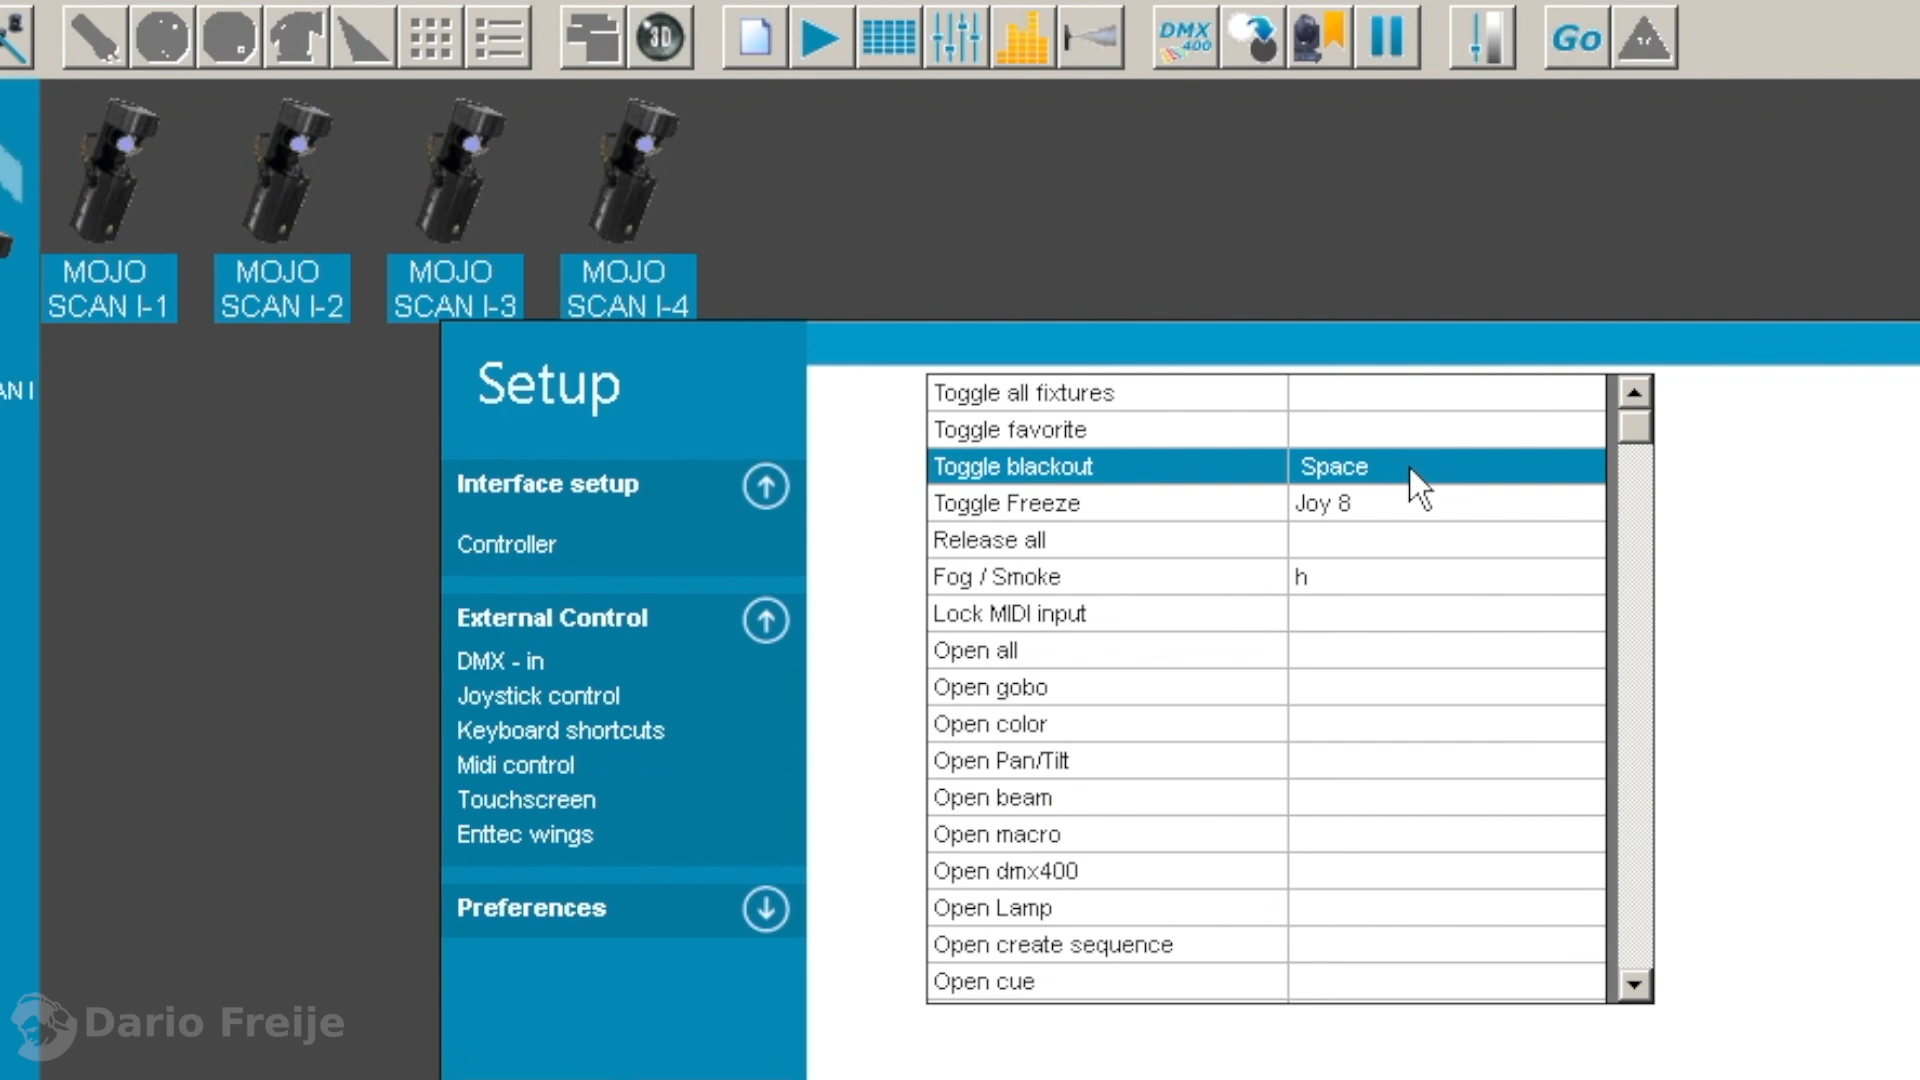 3D
DMX
400
Go
MOJO
SCAN I-1
MOJO
SCAN I-2
MOJO
SCAN I-3
MOJO
SCAN I-4
AN I
Setup
Interface setup
Controller
External Control
DMX - in
Joystick control
Keyboard shortcuts
Midi control
Touchscreen
Enttec wings
Preferences
Toggle all fixtures
Toggle favorite
Toggle blackout Space
Toggle Freeze Joy 8
Release all
Fog / Smoke h
Lock MIDI input
Open all
Open gobo
Open color
Open Pan/Tilt
Open beam
Open macro
Open dmx400
Open Lamp
Open create sequence
Open cue
Dario Freije